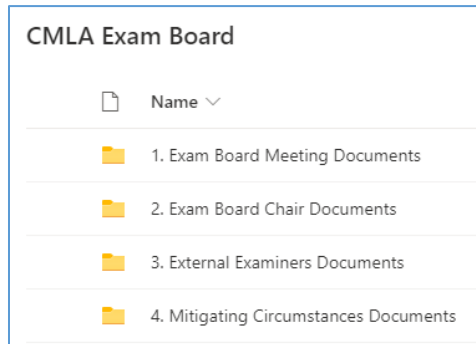 CMLA Exam Board
Name
1. Exam Board Meeting Documents
2. Exam Board Chair Documents
3. External Examiners Documents
4. Mitigating Circumstances Documents